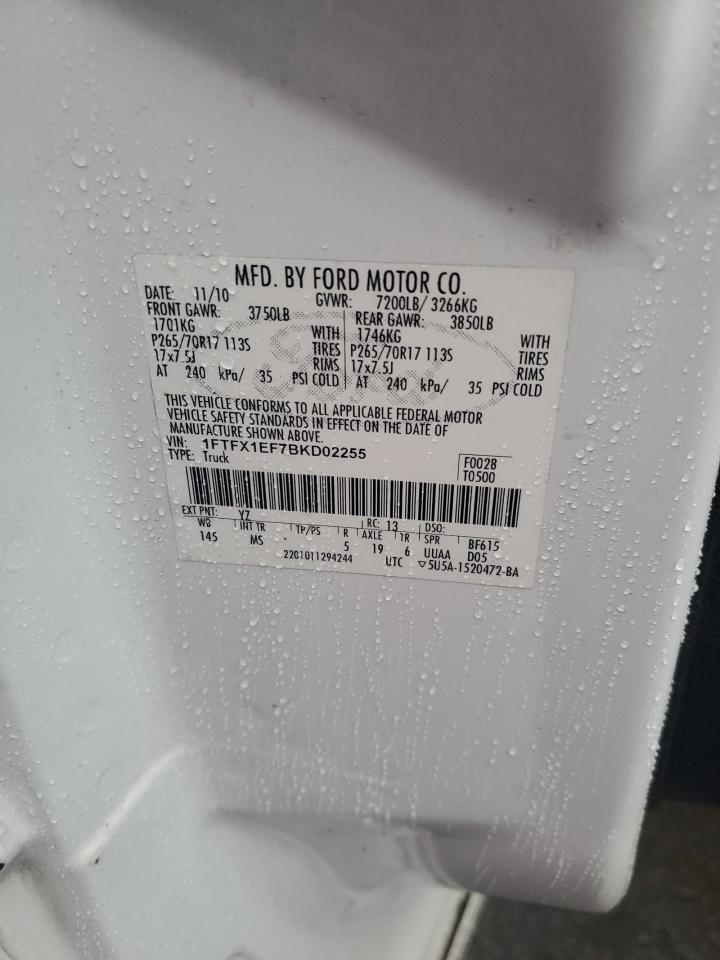 MFD. BY FORD MOTOR CO.
DATE: 11/10 GVWR: 7200LB/ 3266KG
FRONT GAWR: 3750LB REAR GAWR: 3850LB
1701KG WITH 1746KG WITH
P265/70R17 113S TIRES P265/70R17 113S TIRES
17x7.5J RIMS 17x7.5J RIMS
AT 240 kPa/ 35 PSI COLD AT 240 kPa/ 35 PSI COLD
THIS VEHICLE CONFORMS TO ALL APPLICABLE FEDERAL MOTOR
VEHICLE SAFETY STANDARDS IN EFFECT ON THE DATE OF
MANUFACTURE SHOWN ABOVE.
VIN: 1FTFX1EF7BKD02255 F0028
TYPE: Truck T0500
EXT PNT: YZ RC: 13 DSO:
WB INT TR TP/PS R AXLE TR SPR BF615
145 MS 5 19 6 UUAA D05
2201011294244 UTC ▽5U5A-1520472-BA